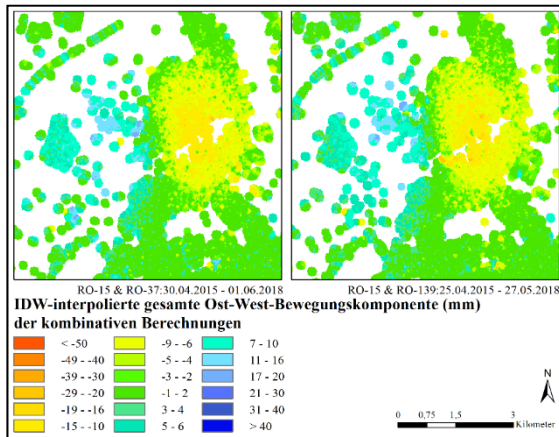 RO-15 & RO-37:30.04.2015 - 01.06.2018
RO-15 & RO-139:25.04.2015 - 27.05.2018
IDW-interpolierte gesamte Ost-West-Bewegungskomponente (mm)
der kombinativen Berechnungen
< -50
-49 - -40
-39 - -30
-29 - -20
-19 - -16
-15 - -10
-9 - -6
-5 - -4
-3 - -2
-1 - 2
3 - 4
5 - 6
7 - 10
11 - 16
17 - 20
21 - 30
31 - 40
> 40
N
0 0,75 1,5 3
Kilometer